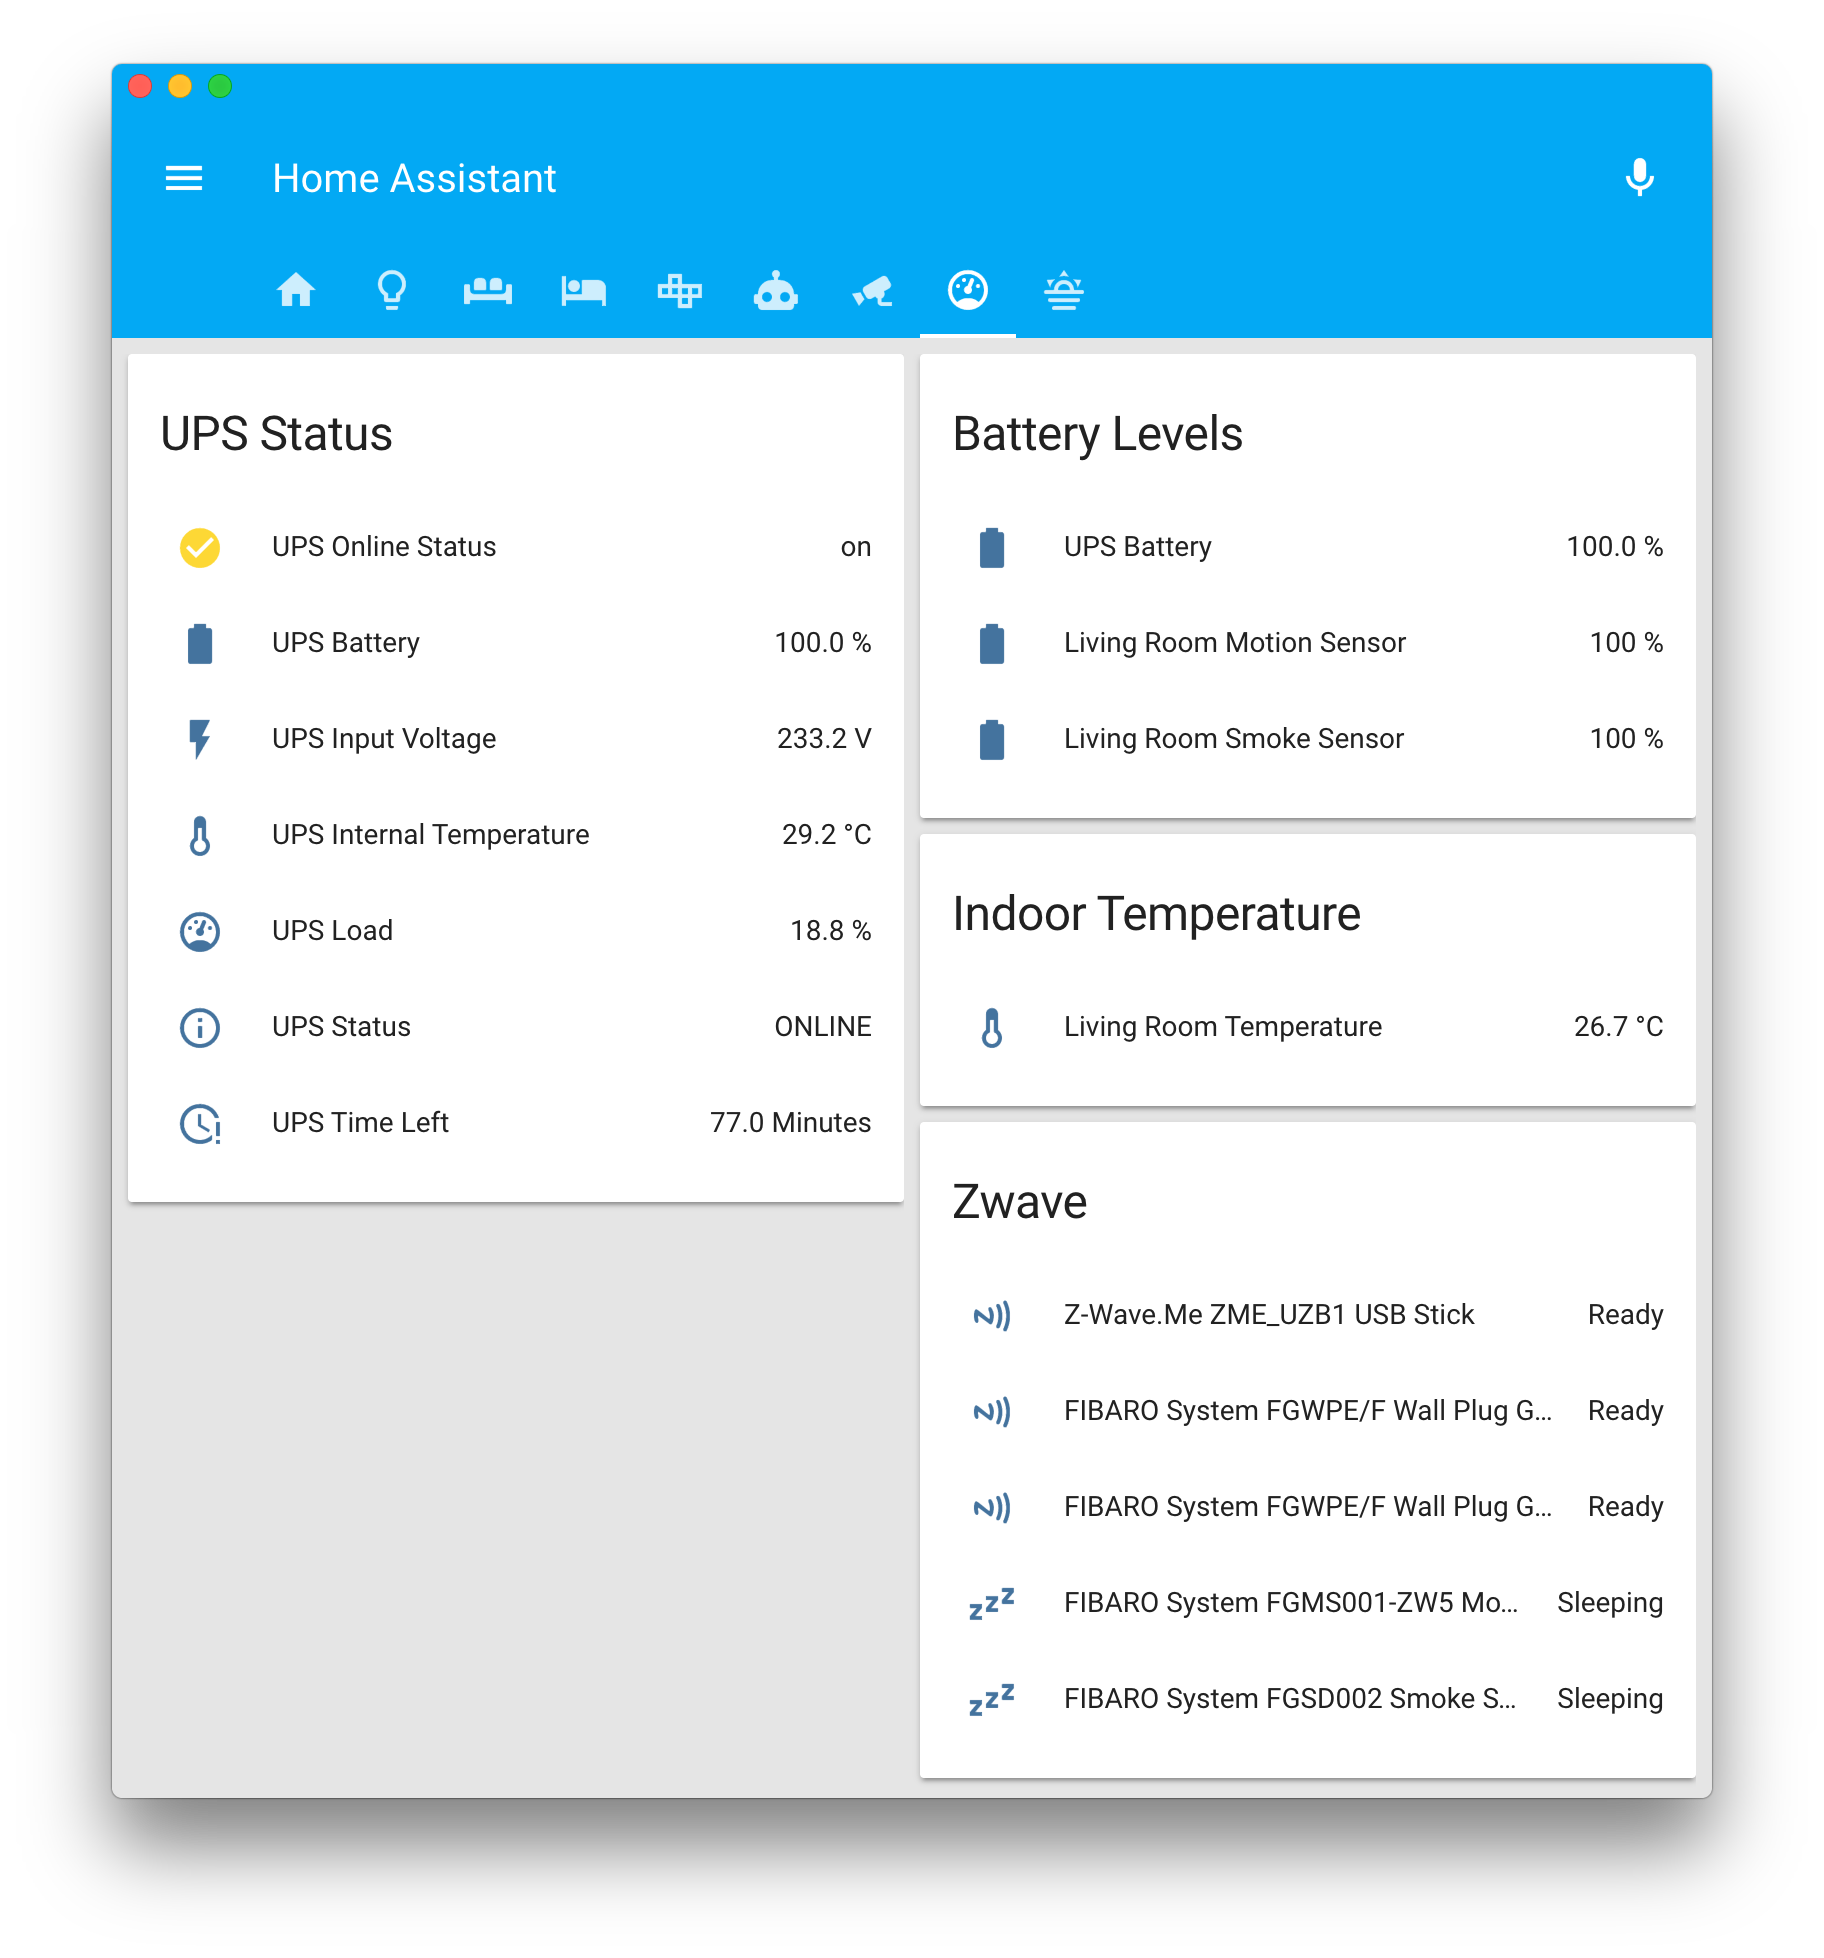 Home Assistant
UPS Status
UPS Online Status on
UPS Battery 100.0 %
UPS Input Voltage 233.2 V
UPS Internal Temperature 29.2 °C
UPS Load 18.8 %
UPS Status ONLINE
UPS Time Left 77.0 Minutes
Battery Levels
UPS Battery 100.0 %
Living Room Motion Sensor 100 %
Living Room Smoke Sensor 100 %
Indoor Temperature
Living Room Temperature 26.7 °C
Zwave
Z-Wave.Me ZME_UZB1 USB Stick Ready
FIBARO System FGWPE/F Wall Plug G... Ready
FIBARO System FGWPE/F Wall Plug G... Ready
FIBARO System FGMS001-ZW5 Mo... Sleeping
FIBARO System FGSD002 Smoke S... Sleeping